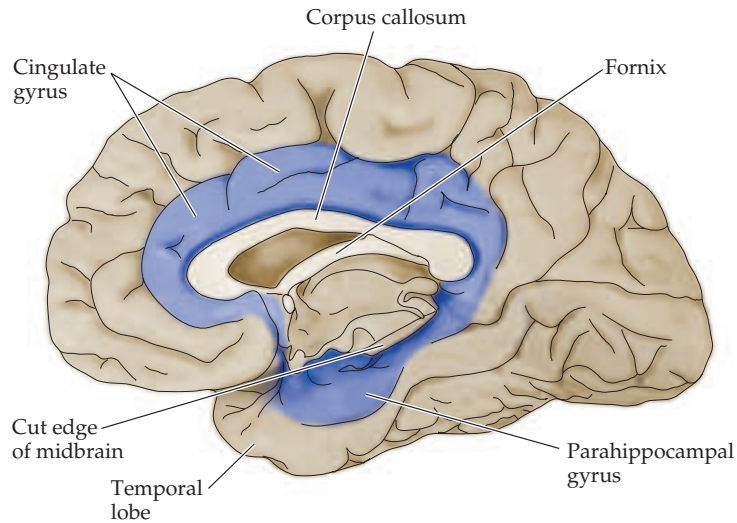 Corpus callosum
Cingulate
gyrus
Fornix
Cut edge
of midbrain
Temporal
lobe
Parahippocampal
gyrus